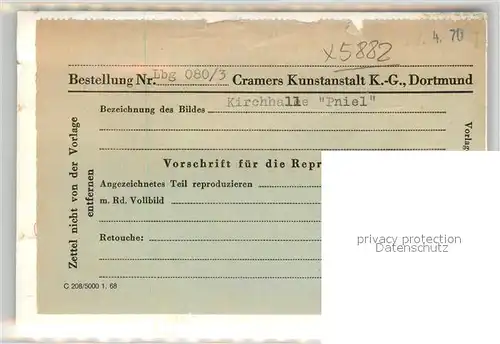 4. 70
x5882
Bestellung Nr. Lbg 080/3 Cramers Kunstanstalt K.-G., Dortmund
Bezeichnung des Bildes Kirchhalle "Pniel"
Vorschrift für die Repr
Angezeichnetes Teil reproduzieren
m. Rd. Vollbild
Retouche:
C 208/5000 1. 68
Zettel nicht von der Vorlage
entfernen
Vorlag
privacy protection
Datenschutz